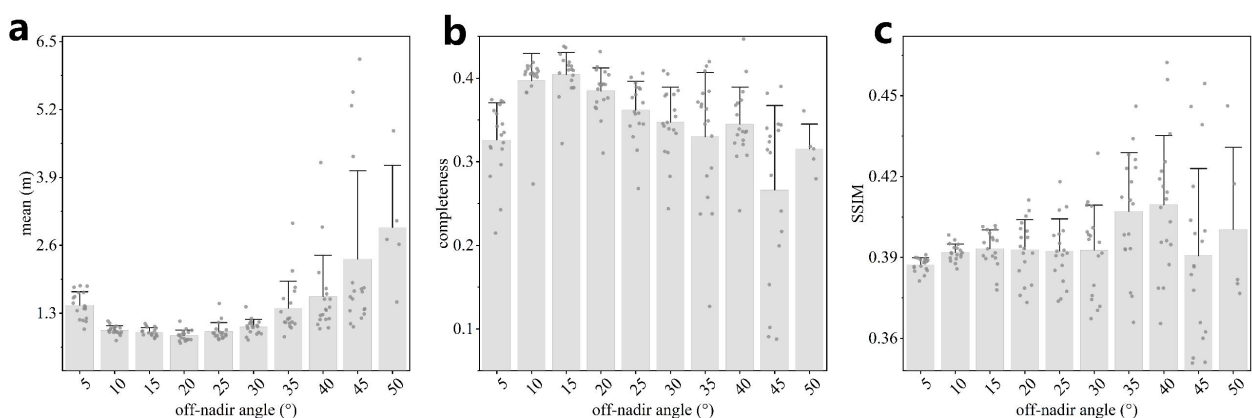 a
6.5
5.2
3.9
2.6
1.3
mean (m)
5 10 15 20 25 30 35 40 45 50
off-nadir angle (°)
b
0.4
0.3
0.2
0.1
completeness
5 10 15 20 25 30 35 40 45 50
off-nadir angle (°)
c
0.45
0.42
0.39
0.36
SSIM
5 10 15 20 25 30 35 40 45 50
off-nadir angle (°)